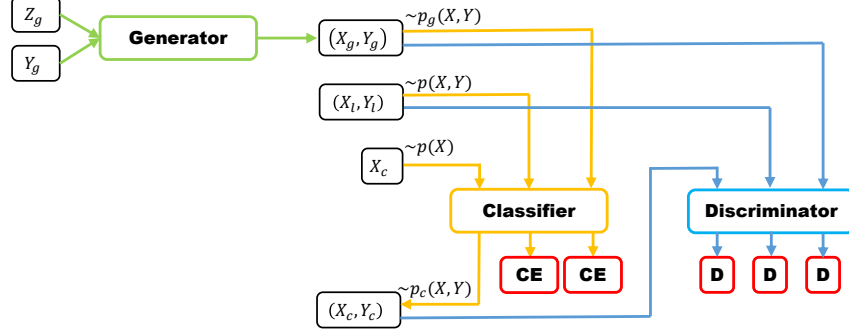 Z_g
Y_g
Generator
(X_g, Y_g)
~p_g(X, Y)
(X_l, Y_l)
~p(X, Y)
X_c
~p(X)
Classifier
Discriminator
CE
CE
D
D
D
(X_c, Y_c)
~p_c(X, Y)